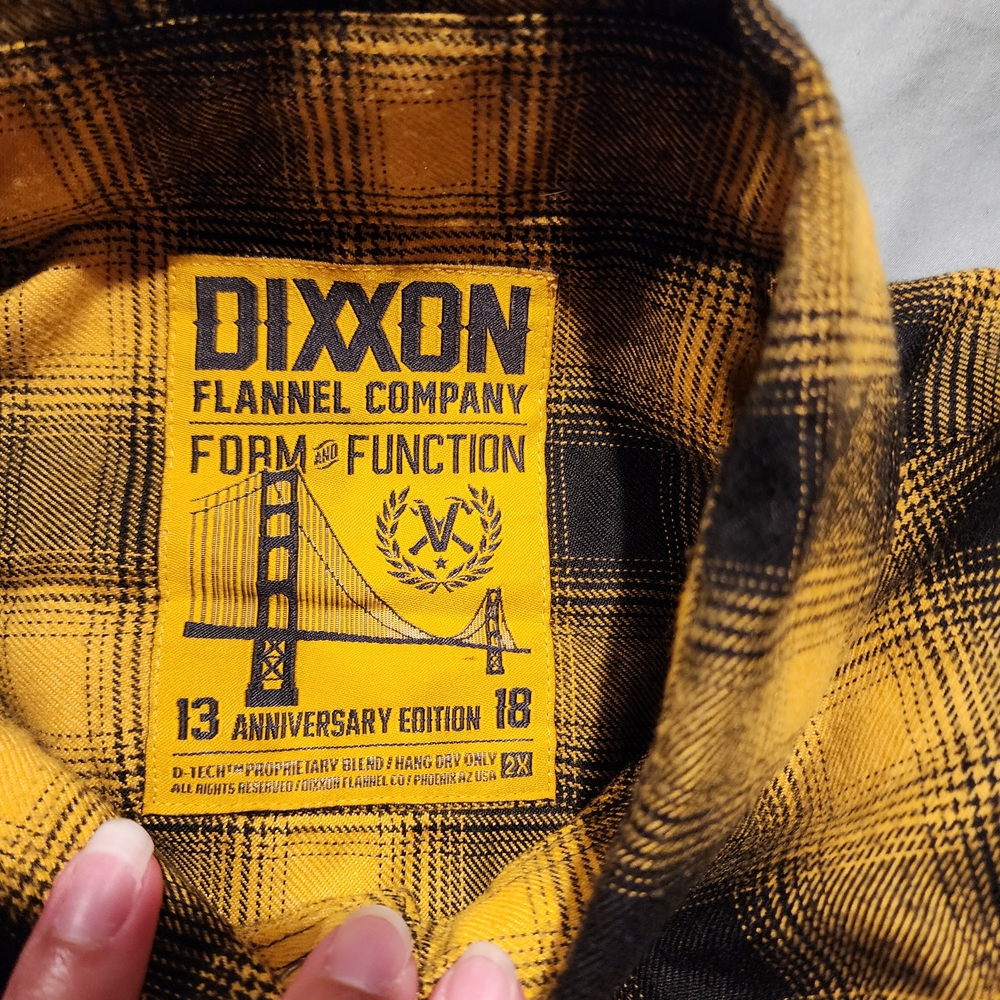 DIXXON
FLANNEL COMPANY
FORM AND FUNCTION
V
13 ANNIVERSARY EDITION 18
D-TECH™ PROPRIETARY BLEND / HANG DRY ONLY 2X
ALL RIGHTS RESERVED / DIXXON FLANNEL CO / PHOENIX AZ USA